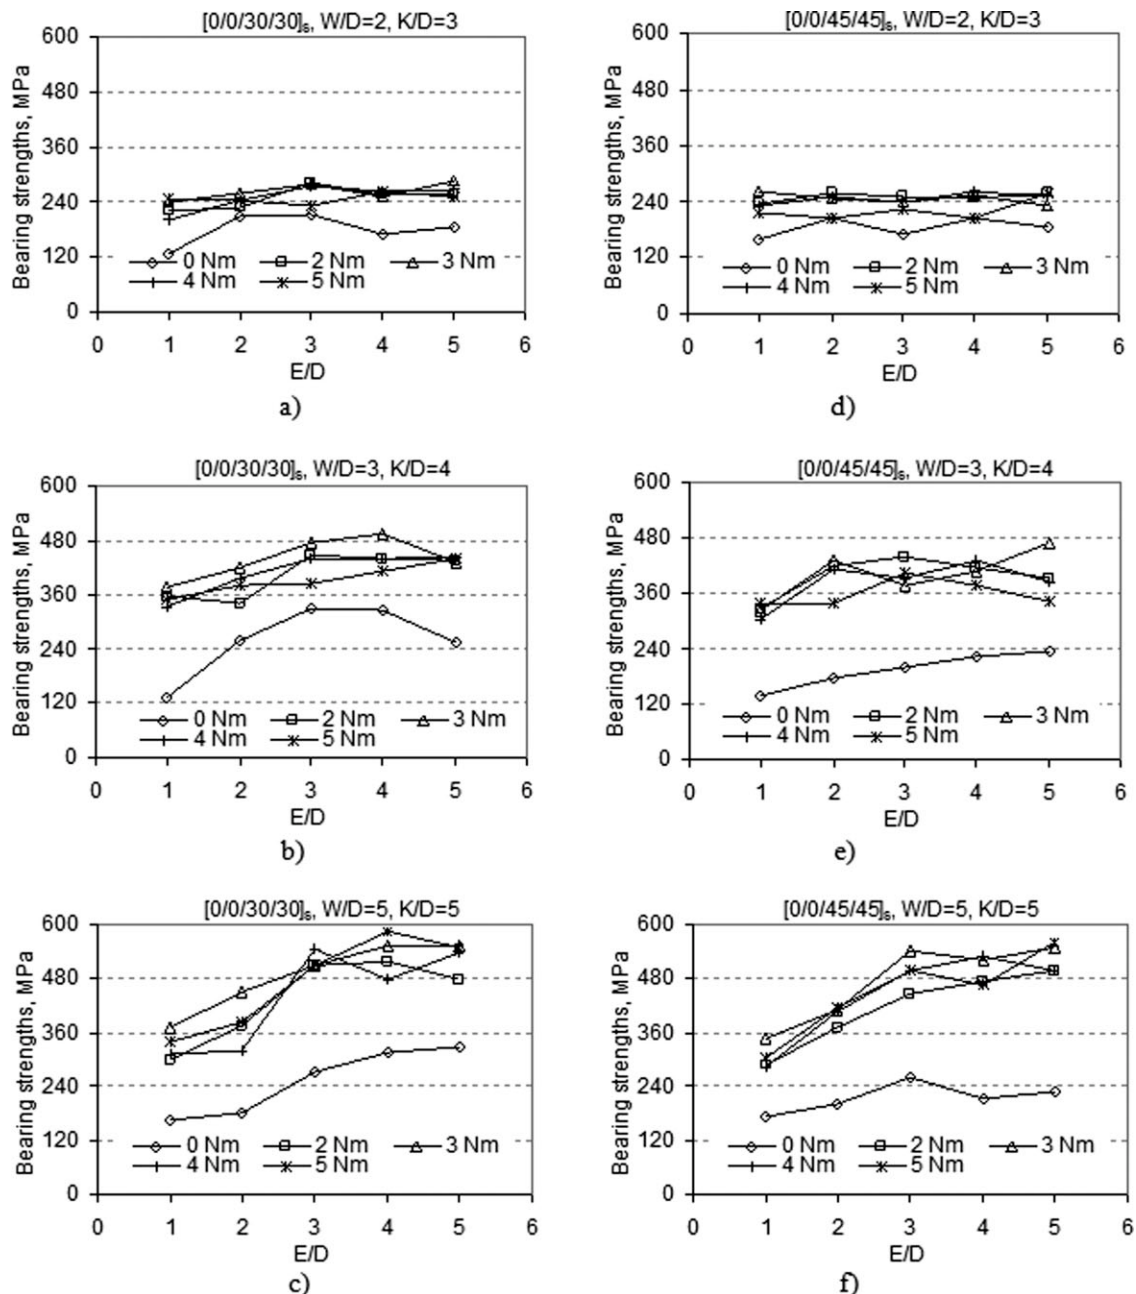 [0/0/30/30]s, W/D=2, K/D=3
600
480
360
240
120
0
Bearing strengths, MPa
0 Nm 2 Nm 3 Nm
4 Nm 5 Nm
0 1 2 3 4 5 6
E/D
a)
[0/0/45/45]s, W/D=2, K/D=3
600
480
360
240
120
0
Bearing strengths, MPa
0 Nm 2 Nm 3 Nm
4 Nm 5 Nm
0 1 2 3 4 5 6
E/D
d)
[0/0/30/30]s, W/D=3, K/D=4
600
480
360
240
120
0
Bearing strengths, MPa
0 Nm 2 Nm 3 Nm
4 Nm 5 Nm
0 1 2 3 4 5 6
E/D
b)
[0/0/45/45]s, W/D=3, K/D=4
600
480
360
240
120
0
Bearing strengths, MPa
0 Nm 2 Nm 3 Nm
4 Nm 5 Nm
0 1 2 3 4 5 6
E/D
e)
[0/0/30/30]s, W/D=5, K/D=5
600
480
360
240
120
0
Bearing strengths, MPa
0 Nm 2 Nm 3 Nm
4 Nm 5 Nm
0 1 2 3 4 5 6
E/D
c)
[0/0/45/45]s, W/D=5, K/D=5
600
480
360
240
120
0
Bearing strengths, MPa
0 Nm 2 Nm 3 Nm
4 Nm 5 Nm
0 1 2 3 4 5 6
E/D
f)